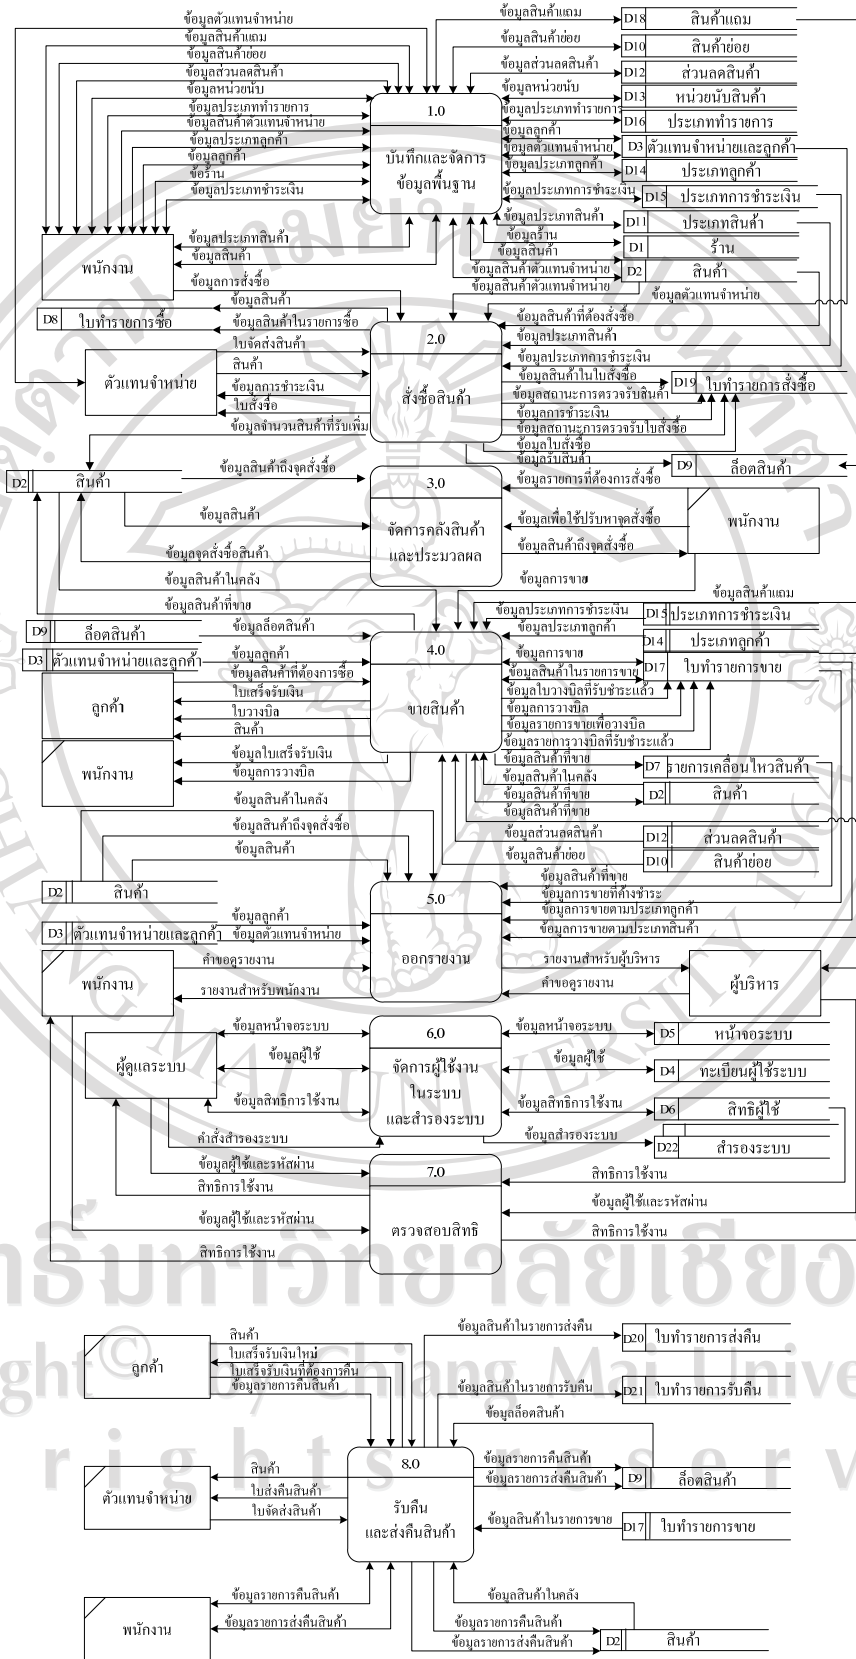 ข้อมูลตัวแทนจำหน่าย
ข้อมูลสินค้าแถม
ข้อมูลสินค้าย่อย
ข้อมูลส่วนลดสินค้า
ข้อมูลหน่วยนับ
ข้อมูลประเภททำรายการ
ข้อมูลสินค้าตัวแทนจำหน่าย
ข้อมูลประเภทลูกค้า
ข้อมูลลูกค้า
ข้อร้าน
ข้อมูลประเภทชำระเงิน
พนักงาน
ข้อมูลประเภทสินค้า
ข้อมูลสินค้า
ข้อมูลการสั่งซื้อ
1.0
บันทึกและจัดการ
ข้อมูลพื้นฐาน
ข้อมูลสินค้าแถม
D18 สินค้าแถม
ข้อมูลสินค้าย่อย
D10 สินค้าย่อย
ข้อมูลส่วนลดสินค้า
D12 ส่วนลดสินค้า
ข้อมูลหน่วยนับ
D13 หน่วยนับสินค้า
ข้อมูลประเภททำรายการ
D16 ประเภททำรายการ
ข้อมูลลูกค้า
ข้อมูลตัวแทนจำหน่าย
D3 ตัวแทนจำหน่ายและลูกค้า
ข้อมูลประเภทลูกค้า
D14 ประเภทลูกค้า
ข้อมูลประเภทการชำระเงิน
D15 ประเภทการชำระเงิน
ข้อมูลประเภทสินค้า
D11 ประเภทสินค้า
ข้อมูลร้าน
D1 ร้าน
ข้อมูลสินค้า
ข้อมูลสินค้าตัวแทนจำหน่าย
D2 สินค้า
ข้อมูลสินค้าตัวแทนจำหน่าย
ข้อมูลตัวแทนจำหน่าย
ข้อมูลสินค้า
D8 ใบทำรายการซื้อ
ข้อมูลสินค้าในรายการซื้อ
ใบจัดส่งสินค้า
สินค้า
ตัวแทนจำหน่าย
ข้อมูลการชำระเงิน
ใบสั่งซื้อ
ข้อมูลจำนวนสินค้าที่รับเพิ่ม
2.0
สั่งซื้อสินค้า
ข้อมูลสินค้าที่ต้องสั่งซื้อ
ข้อมูลประเภทสินค้า
ข้อมูลประเภทการชำระเงิน
ข้อมูลสินค้าในใบสั่งซื้อ
D19 ใบทำรายการสั่งซื้อ
ข้อมูลสถานะการตรวจรับสินค้า
ข้อมูลการชำระเงิน
ข้อมูลสถานะการตรวจรับใบสั่งซื้อ
ข้อมูลใบสั่งซื้อ
ข้อมูลรับสินค้า
D9 ล็อตสินค้า
D2 สินค้า
ข้อมูลสินค้าถึงจุดสั่งซื้อ
ข้อมูลสินค้า
ข้อมูลจุดสั่งซื้อสินค้า
ข้อมูลสินค้าในคลัง
ข้อมูลสินค้าที่ขาย
3.0
จัดการคลังสินค้า
และประมวลผล
ข้อมูลรายการที่ต้องการสั่งซื้อ
ข้อมูลเพื่อใช้ปรับหาจุดสั่งซื้อ
พนักงาน
ข้อมูลสินค้าถึงจุดสั่งซื้อ
ข้อมูลการขาย
ข้อมูลสินค้าแถม
D9 ล็อตสินค้า
ข้อมูลล็อตสินค้า
D3 ตัวแทนจำหน่ายและลูกค้า
ข้อมูลลูกค้า
ข้อมูลสินค้าที่ต้องการซื้อ
ลูกค้า
ใบเสร็จรับเงิน
ใบวางบิล
สินค้า
พนักงาน
ข้อมูลใบเสร็จรับเงิน
ข้อมูลการวางบิล
4.0
ขายสินค้า
ข้อมูลประเภทการชำระเงิน
D15 ประเภทการชำระเงิน
ข้อมูลประเภทลูกค้า
D14 ประเภทลูกค้า
ข้อมูลการขาย
ข้อมูลสินค้าในรายการขาย
D17 ใบทำรายการขาย
ข้อมูลใบวางบิลที่รับชำระแล้ว
ข้อมูลการวางบิล
ข้อมูลรายการขายเพื่อวางบิล
ข้อมูลรายการวางบิลที่รับชำระแล้ว
ข้อมูลสินค้าที่ขาย
D7 รายการเคลื่อนไหวสินค้า
ข้อมูลสินค้าในคลัง
ข้อมูลสินค้าที่ขาย
D2 สินค้า
ข้อมูลสินค้าที่ขาย
ข้อมูลส่วนลดสินค้า
D12 ส่วนลดสินค้า
ข้อมูลสินค้าย่อย
D10 สินค้าย่อย
ข้อมูลสินค้าในคลัง
ข้อมูลสินค้าถึงจุดสั่งซื้อ
ข้อมูลสินค้า
D2 สินค้า
ข้อมูลลูกค้า
D3 ตัวแทนจำหน่ายและลูกค้า
ข้อมูลตัวแทนจำหน่าย
พนักงาน
คำขอดูรายงาน
รายงานสำหรับพนักงาน
5.0
ออกรายงาน
ข้อมูลสินค้าที่ขาย
ข้อมูลการขายที่ค้างชำระ
ข้อมูลการขายตามประเภทลูกค้า
ข้อมูลการขายตามประเภทสินค้า
รายงานสำหรับผู้บริหาร
คำขอดูรายงาน
ผู้บริหาร
ผู้ดูแลระบบ
ข้อมูลหน้าจอระบบ
ข้อมูลผู้ใช้
ข้อมูลสิทธิการใช้งาน
คำสั่งสำรองระบบ
6.0
จัดการผู้ใช้งาน
ในระบบ
และสำรองระบบ
ข้อมูลหน้าจอระบบ
D5 หน้าจอระบบ
ข้อมูลผู้ใช้
D4 ทะเบียนผู้ใช้ระบบ
ข้อมูลสิทธิการใช้งาน
D6 สิทธิผู้ใช้
ข้อมูลสำรองระบบ
D22 สำรองระบบ
ข้อมูลผู้ใช้และรหัสผ่าน
สิทธิการใช้งาน
ข้อมูลผู้ใช้และรหัสผ่าน
สิทธิการใช้งาน
7.0
ตรวจสอบสิทธิ
สิทธิการใช้งาน
ข้อมูลผู้ใช้และรหัสผ่าน
สิทธิการใช้งาน
ลูกค้า
สินค้า
ใบเสร็จรับเงินใหม่
ใบเสร็จรับเงินที่ต้องการคืน
ข้อมูลรายการคืนสินค้า
ข้อมูลสินค้าในรายการส่งคืน
D20 ใบทำรายการส่งคืน
ข้อมูลสินค้าในรายการรับคืน
D21 ใบทำรายการรับคืน
ข้อมูลล็อตสินค้า
8.0
รับคืน
และส่งคืนสินค้า
ข้อมูลรายการคืนสินค้า
ข้อมูลรายการส่งคืนสินค้า
D9 ล็อตสินค้า
ตัวแทนจำหน่าย
สินค้า
ใบส่งคืนสินค้า
ใบจัดส่งสินค้า
ข้อมูลสินค้าในรายการขาย
D17 ใบทำรายการขาย
พนักงาน
ข้อมูลรายการคืนสินค้า
ข้อมูลรายการส่งคืนสินค้า
ข้อมูลสินค้าในคลัง
ข้อมูลรายการคืนสินค้า
ข้อมูลรายการส่งคืนสินค้า
D2 สินค้า
CHIANG MAI UNIVERSITY 196
ight© by Chiang Mai Unive
rights reserv